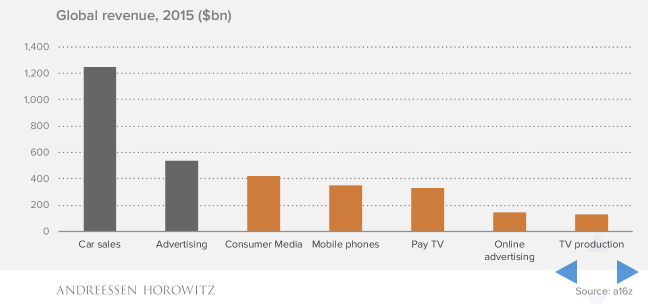 Global revenue, 2015 ($bn)
1,400
1,200
1,000
800
600
400
200
0
Car sales Advertising Consumer Media Mobile phones Pay TV Online advertising TV production
ANDREESSEN HOROWITZ
Source: a16z